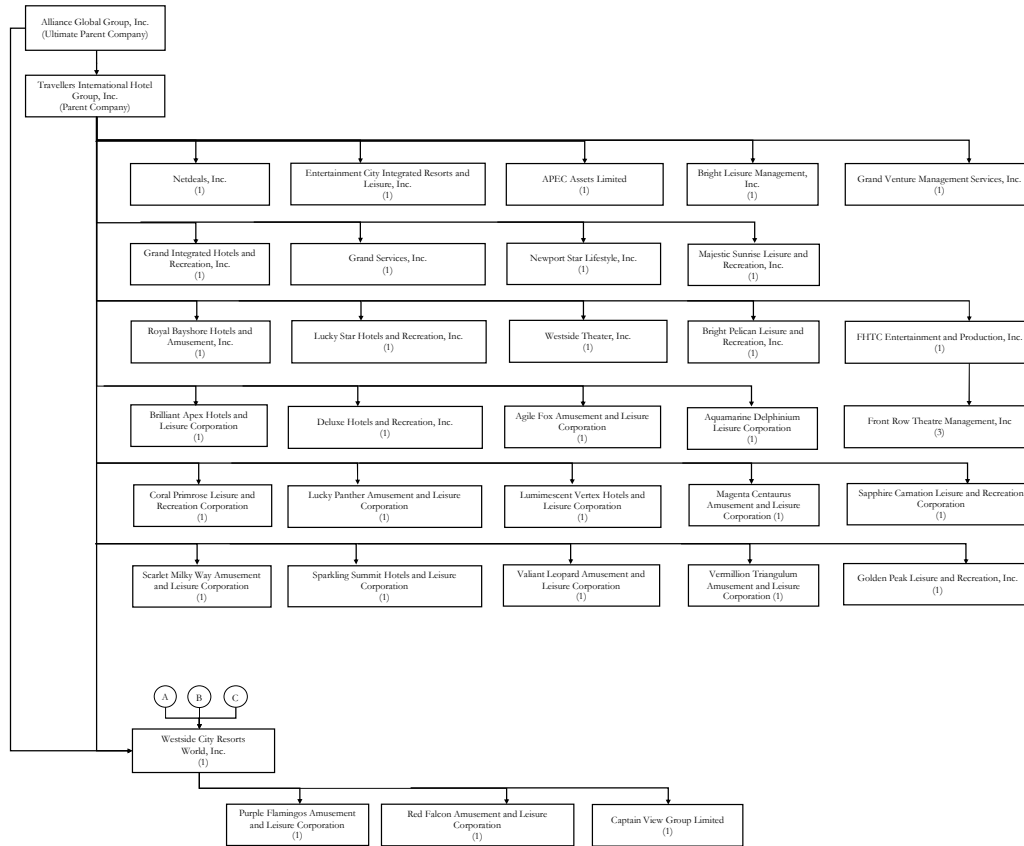 Alliance Global Group, Inc.
(Ultimate Parent Company)
Travellers International Hotel
Group, Inc.
(Parent Company)
Netdeals, Inc.
(1)
Entertainment City Integrated Resorts and
Leisure, Inc.
(1)
APEC Assets Limited
(1)
Bright Leisure Management,
Inc.
(1)
Grand Venture Management Services, Inc.
(1)
Grand Integrated Hotels and
Recreation, Inc.
(1)
Grand Services, Inc.
(1)
Newport Star Lifestyle, Inc.
(1)
Majestic Sunrise Leisure and
Recreation, Inc.
(1)
Royal Bayshore Hotels and
Amusement, Inc.
(1)
Lucky Star Hotels and Recreation, Inc.
(1)
Westside Theater, Inc.
(1)
Bright Pelican Leisure and
Recreation, Inc.
(1)
FHTC Entertainment and Production, Inc.
(1)
Brilliant Apex Hotels and
Leisure Corporation
(1)
Deluxe Hotels and Recreation, Inc.
(1)
Agile Fox Amusement and Leisure
Corporation
(1)
Aquamarine Delphinium
Leisure Corporation
(1)
Front Row Theatre Management, Inc
(3)
Coral Primrose Leisure and
Recreation Corporation
(1)
Lucky Panther Amusement and Leisure
Corporation
(1)
Lumimescent Vertex Hotels and
Leisure Corporation
(1)
Magenta Centaurus
Amusement and Leisure
Corporation (1)
Sapphire Carnation Leisure and Recreation
Corporation
(1)
Scarlet Milky Way Amusement
and Leisure Corporation
(1)
Sparkling Summit Hotels and Leisure
Corporation
(1)
Valiant Leopard Amusement and
Leisure Corporation
(1)
Vermillion Triangulum
Amusement and Leisure
Corporation (1)
Golden Peak Leisure and Recreation, Inc.
(1)
A
B
C
Westside City Resorts
World, Inc.
(1)
Purple Flamingos Amusement
and Leisure Corporation
(1)
Red Falcon Amusement and Leisure
Corporation
(1)
Captain View Group Limited
(1)